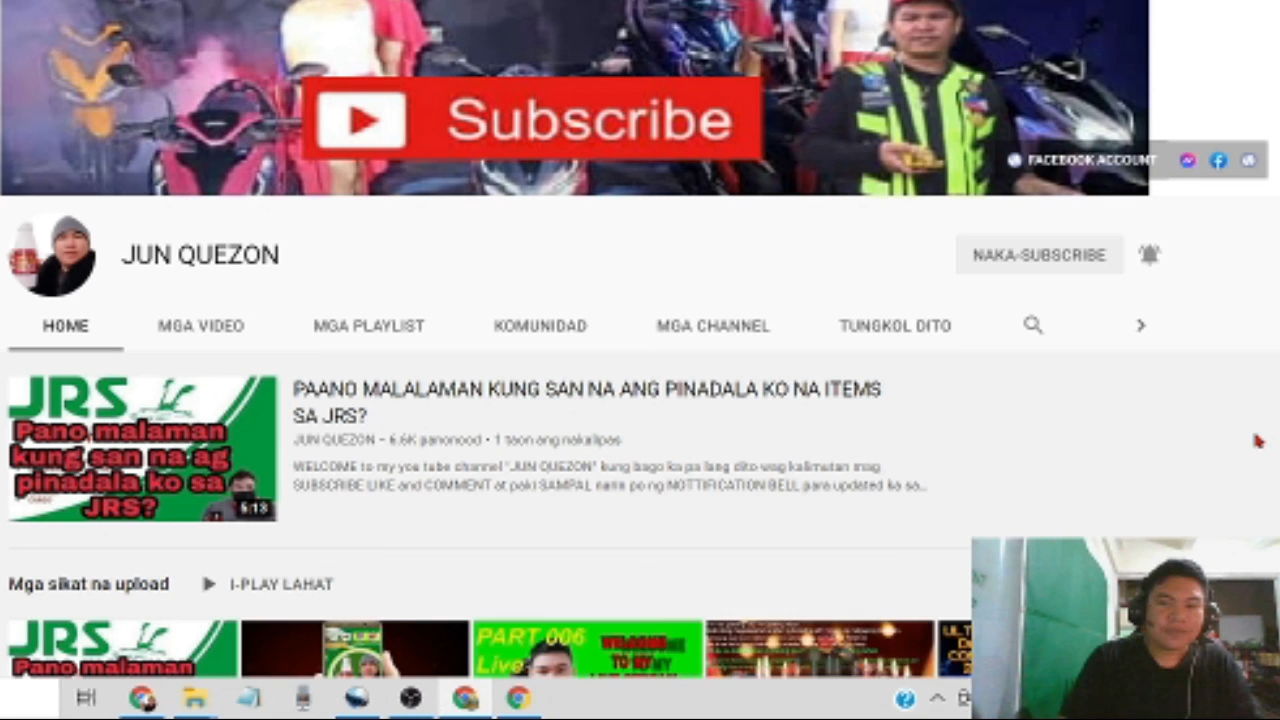 Subscribe
FACEBOOK ACCOUNT
JUN QUEZON
NAKA-SUBSCRIBE
HOME
MGA VIDEO
MGA PLAYLIST
KOMUNIDAD
MGA CHANNEL
TUNGKOL DITO
JRS
Pano malaman
kung san na ag
pinadala ko sa
JRS?
5:13
PAANO MALALAMAN KUNG SAN NA ANG PINADALA KO NA ITEMS
SA JRS?
JUN QUEZON • 6.6K panonood • 1 taon ang nakalipas
WELCOME to my you tube channel "JUN QUEZON" kung bago ka pa lang dito wag kalimutan mag
SUBSCRIBE LIKE and COMMENT at paki SAMPAL narin po ng NOTTIFICATION BELL para updated ka sa...
Mga sikat na upload
I-PLAY LAHAT
JRS
Pano malaman
PART 006
Live
WELCOME
TO MY